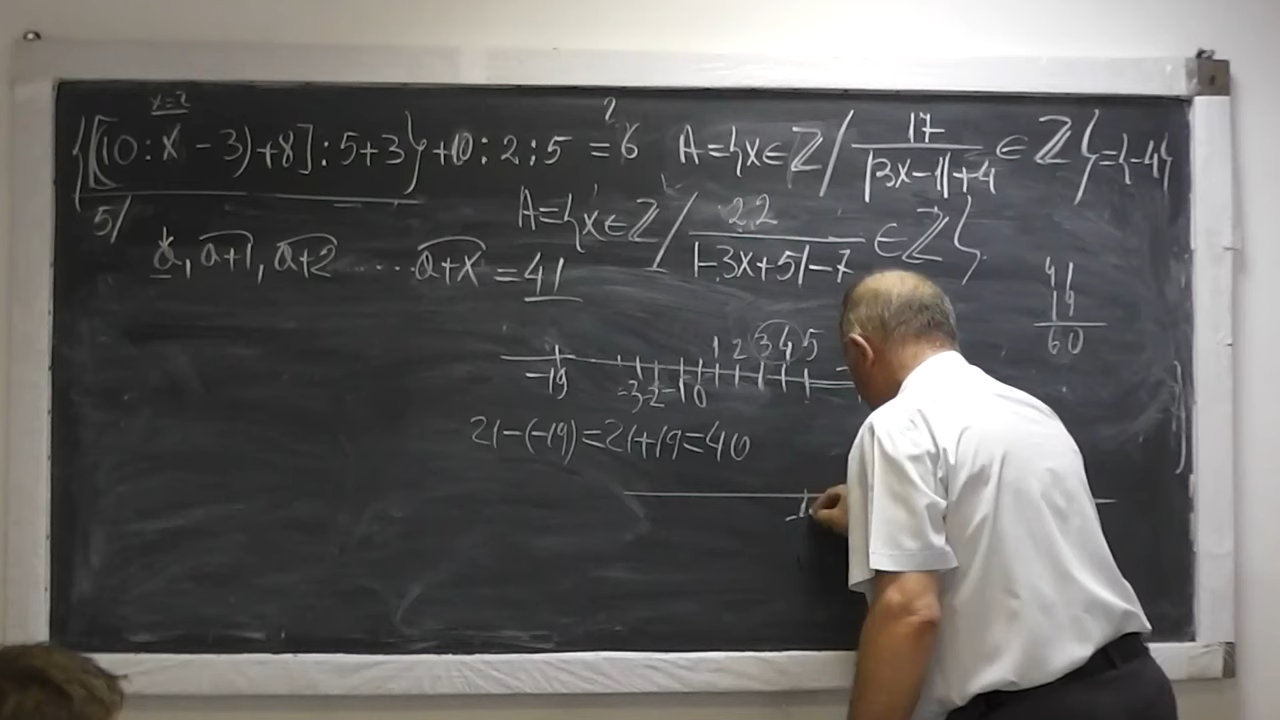 x=2
{[(10:x-3)+8]:5+3}+10:2:5 =⁠? 6
5/
A={x∈ℤ/ 17/(|3x-1|+4) ∈ℤ}={-4}
A={x∈ℤ/ 22/(|-3x+5|-7) ∈ℤ}
a, a+1, a+2 .... a+x = 41
41
19
60
1 2 3 4 5
-19 -3 -2 -1 0
21-(-19)=21+19=40